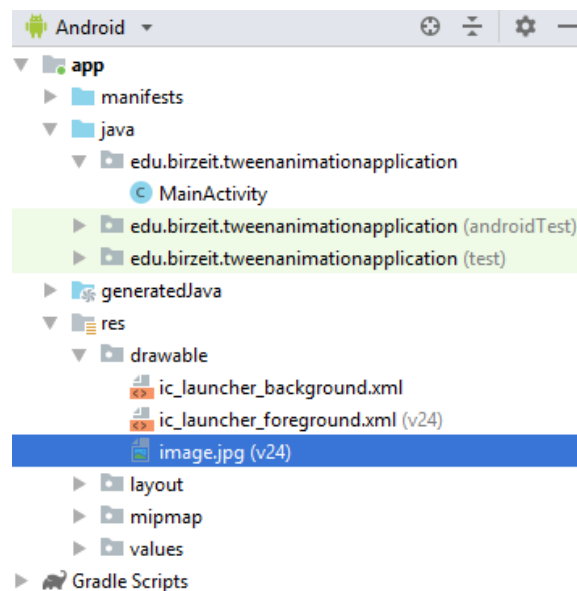 Android
app
manifests
java
edu.birzeit.tweenanimationapplication
C MainActivity
edu.birzeit.tweenanimationapplication (androidTest)
edu.birzeit.tweenanimationapplication (test)
generatedJava
res
drawable
ic_launcher_background.xml
ic_launcher_foreground.xml (v24)
image.jpg (v24)
layout
mipmap
values
Gradle Scripts